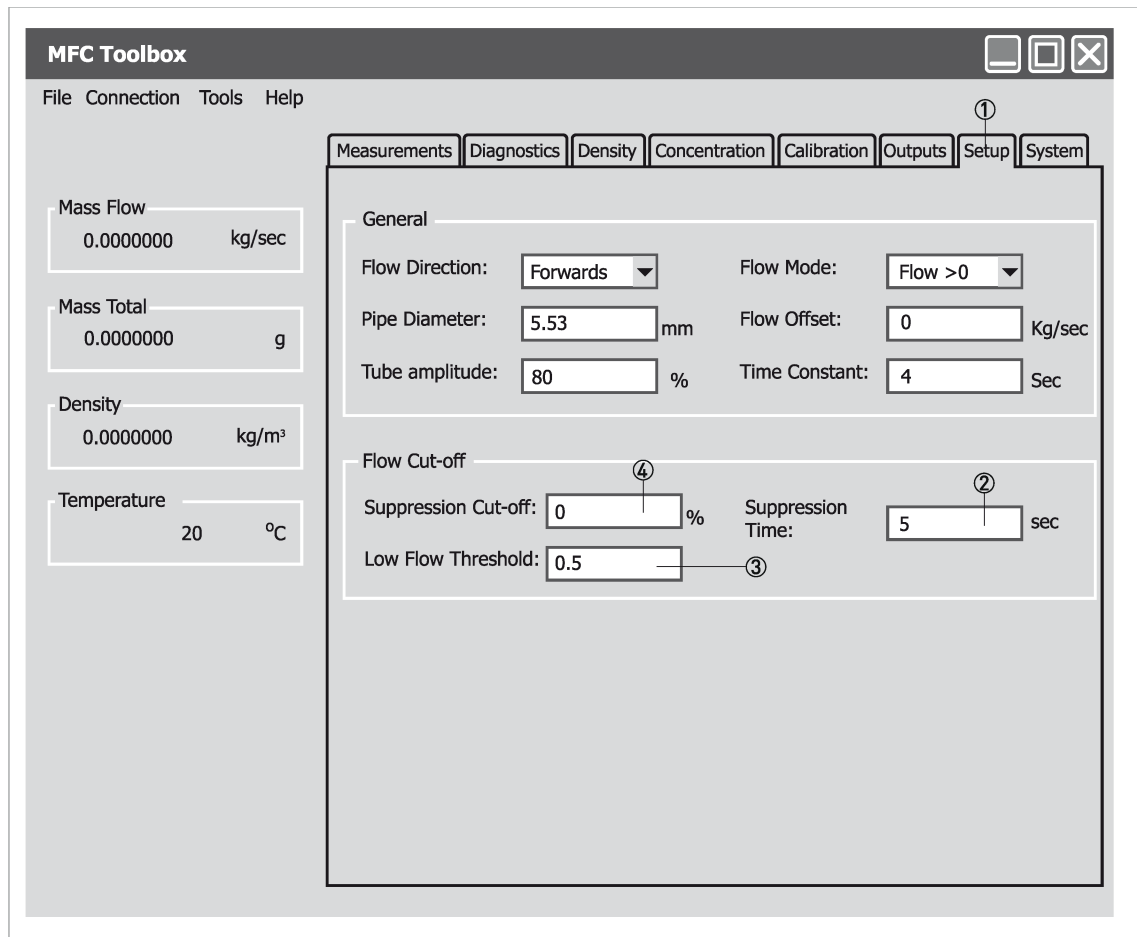 MFC Toolbox
File Connection Tools Help
①
Measurements Diagnostics Density Concentration Calibration Outputs Setup System
Mass Flow
0.0000000 kg/sec
Mass Total
0.0000000 g
Density
0.0000000 kg/m³
Temperature
20 °C
General
Flow Direction: Forwards Flow Mode: Flow >0
Pipe Diameter: 5.53 mm Flow Offset: 0 Kg/sec
Tube amplitude: 80 % Time Constant: 4 Sec
Flow Cut-off
④ ②
Suppression Cut-off: 0 % Suppression
Time: 5 sec
Low Flow Threshold: 0.5 ③